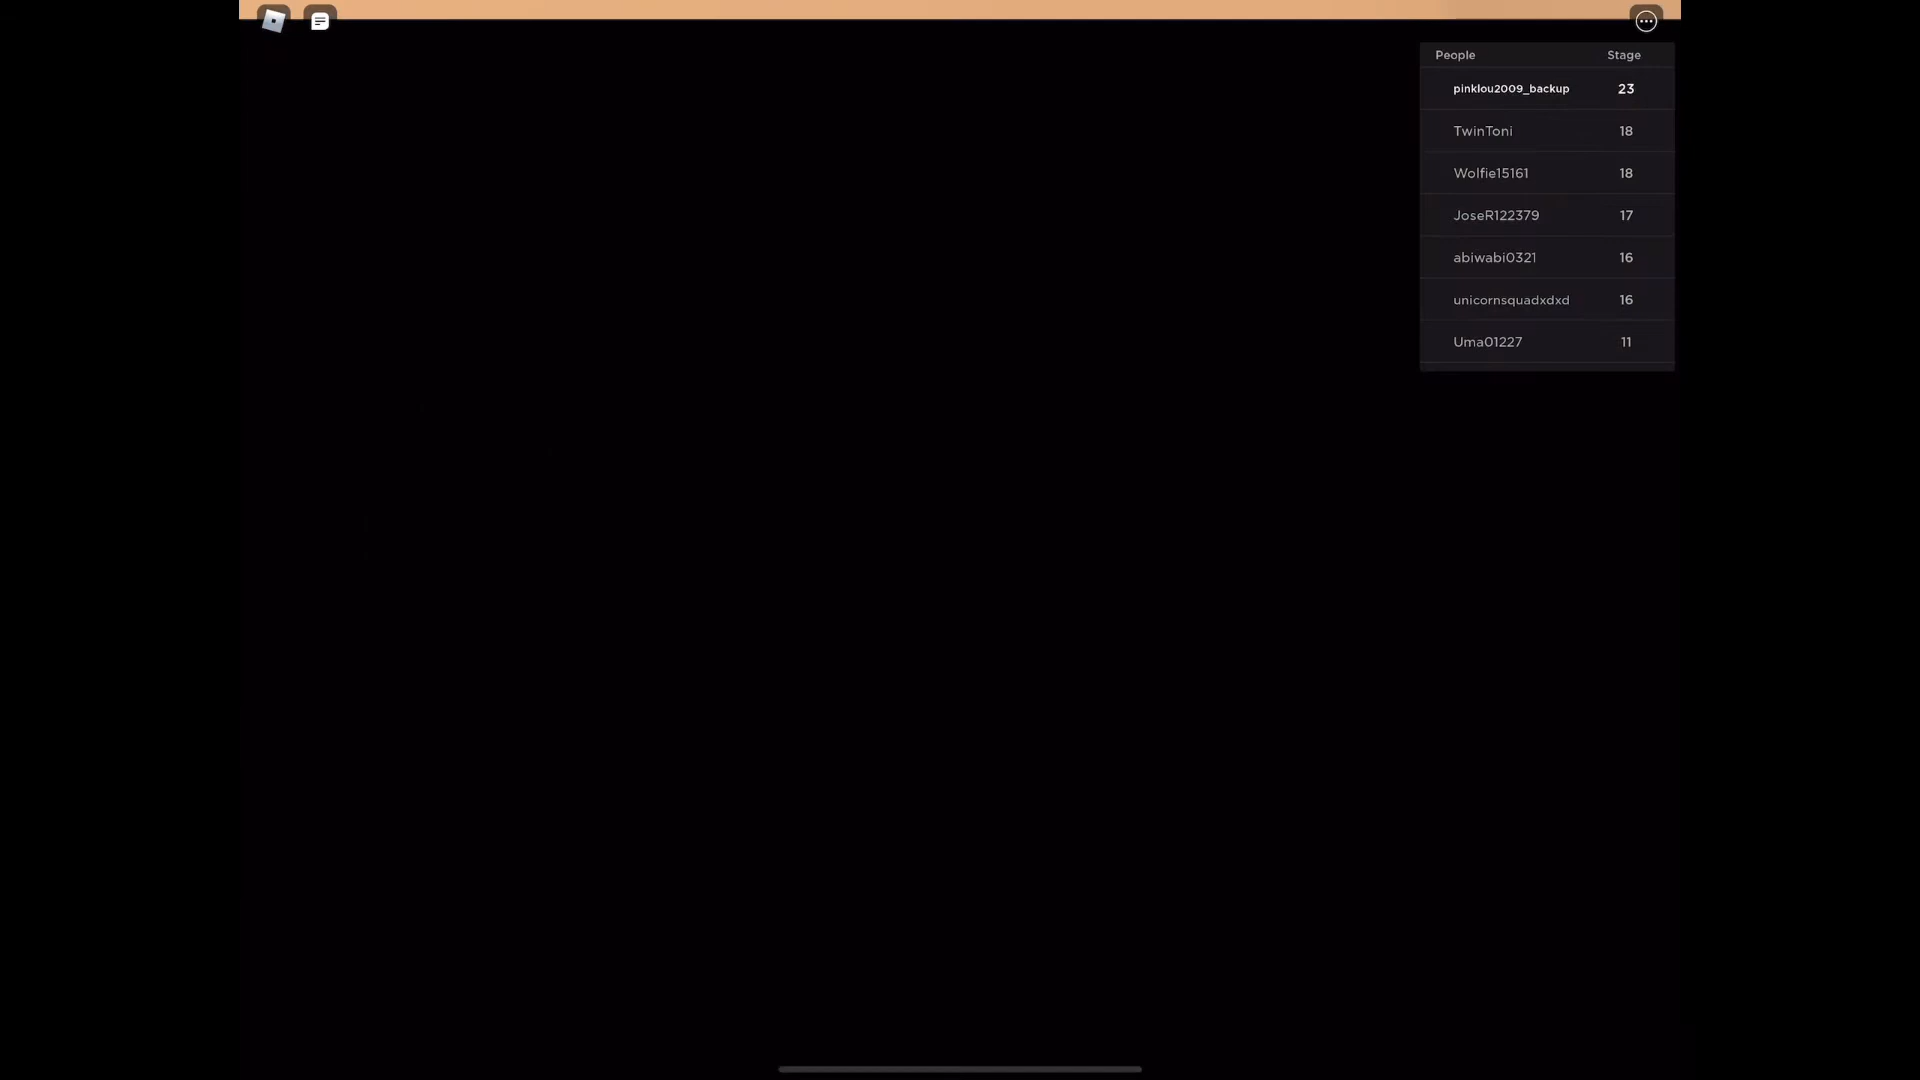 People Stage
pinklou2009_backup 23
TwinToni 18
Wolfie15161 18
JoseR122379 17
abiwabi0321 16
unicornsquadxdxd 16
Uma01227 11